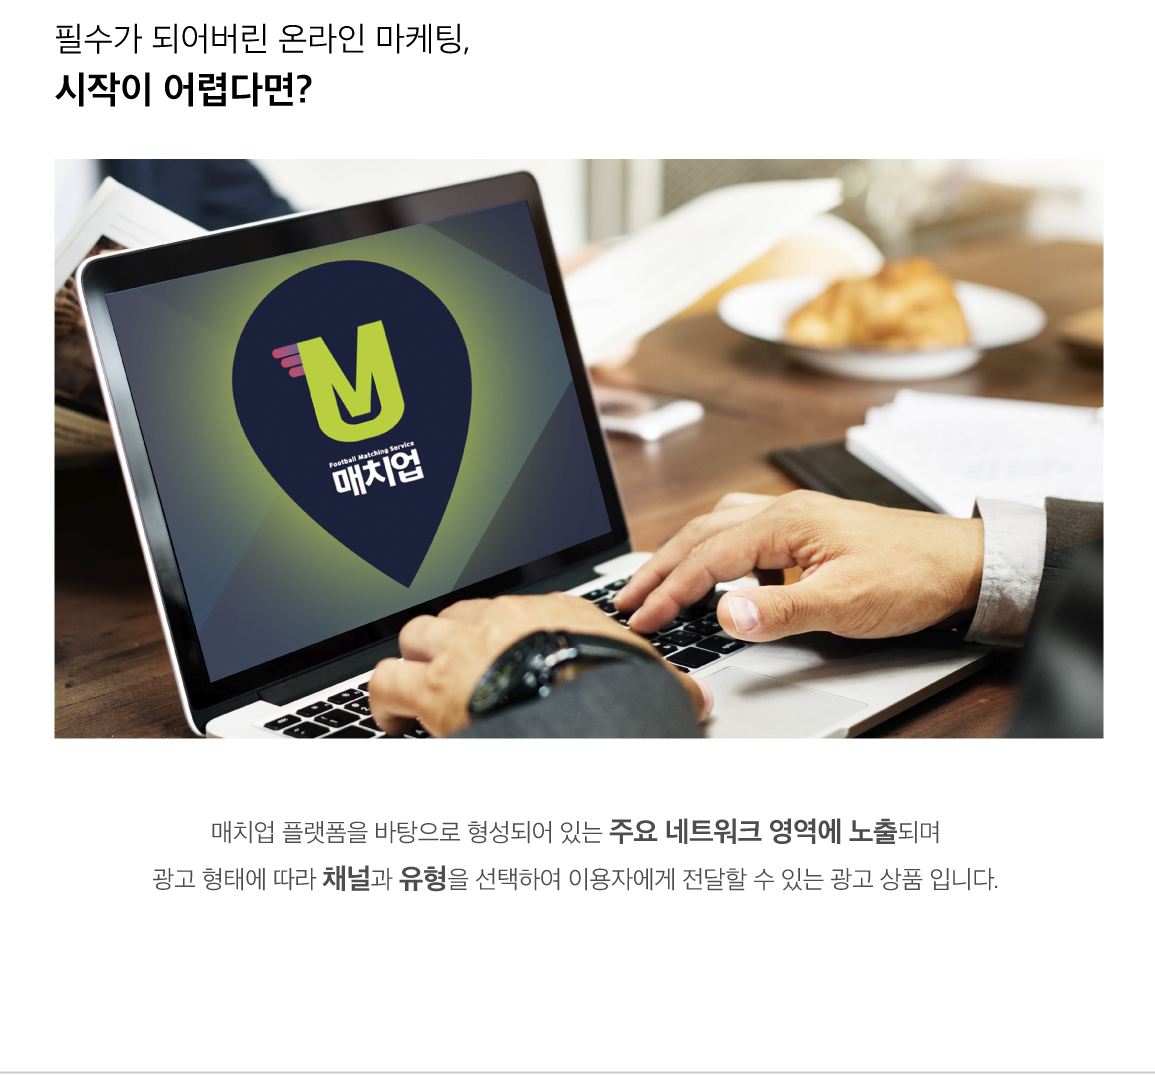 필수가 되어버린 온라인 마케팅,
시작이 어렵다면?
Football Matching Service
매치업
매치업 플랫폼을 바탕으로 형성되어 있는 주요 네트워크 영역에 노출되며
광고 형태에 따라 채널과 유형을 선택하여 이용자에게 전달할 수 있는 광고 상품 입니다.